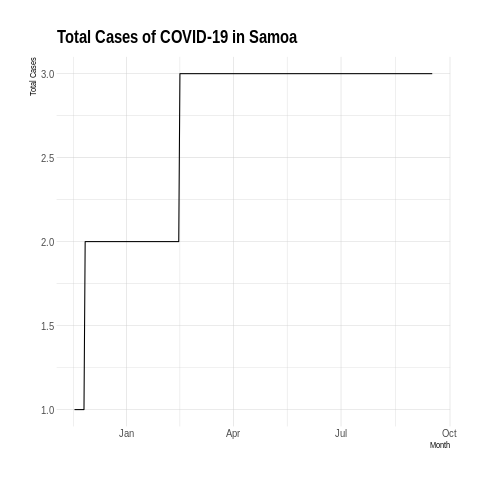 Total Cases of COVID-19 in Samoa
Total Cases
3.0
2.5
2.0
1.5
1.0
Jan Apr Jul Oct
Month